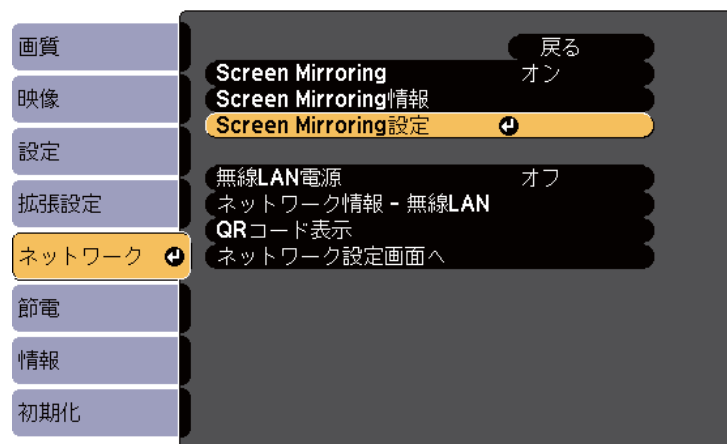 画質
映像
設定
拡張設定
ネットワーク
節電
情報
初期化
戻る
Screen Mirroring オン
Screen Mirroring情報
Screen Mirroring設定
無線LAN電源 オフ
ネットワーク情報 - 無線LAN
QRコード表示
ネットワーク設定画面へ